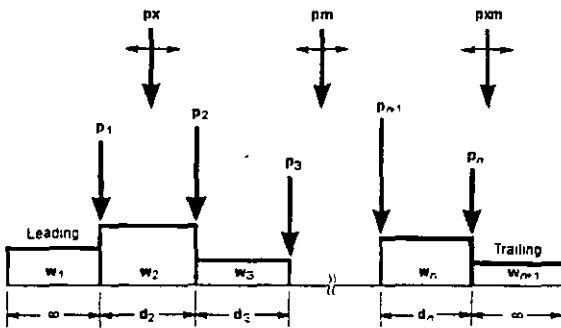 px pm pxm
p1 p2 p3 pn-1 pn
Leading Trailing
w1 w2 w3 wn wn+1
∞ d2 d3 dn ∞